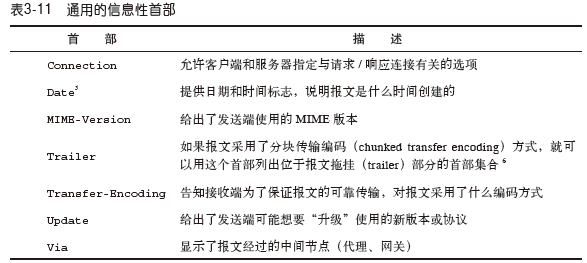 表3-11 通用的信息性首部
首 部 描 述
Connection 允许客户端和服务器指定与请求/响应连接有关的选项
Date⁵ 提供日期和时间标志，说明报文是什么时间创建的
MIME-Version 给出了发送端使用的 MIME 版本
Trailer 如果报文采用了分块传输编码（chunked transfer encoding）方式，就可
以用这个首部列出位于报文拖挂（trailer）部分的首部集合⁶
Transfer-Encoding 告知接收端为了保证报文的可靠传输，对报文采用了什么编码方式
Update 给出了发送端可能想要“升级”使用的新版本或协议
Via 显示了报文经过的中间节点（代理、网关）